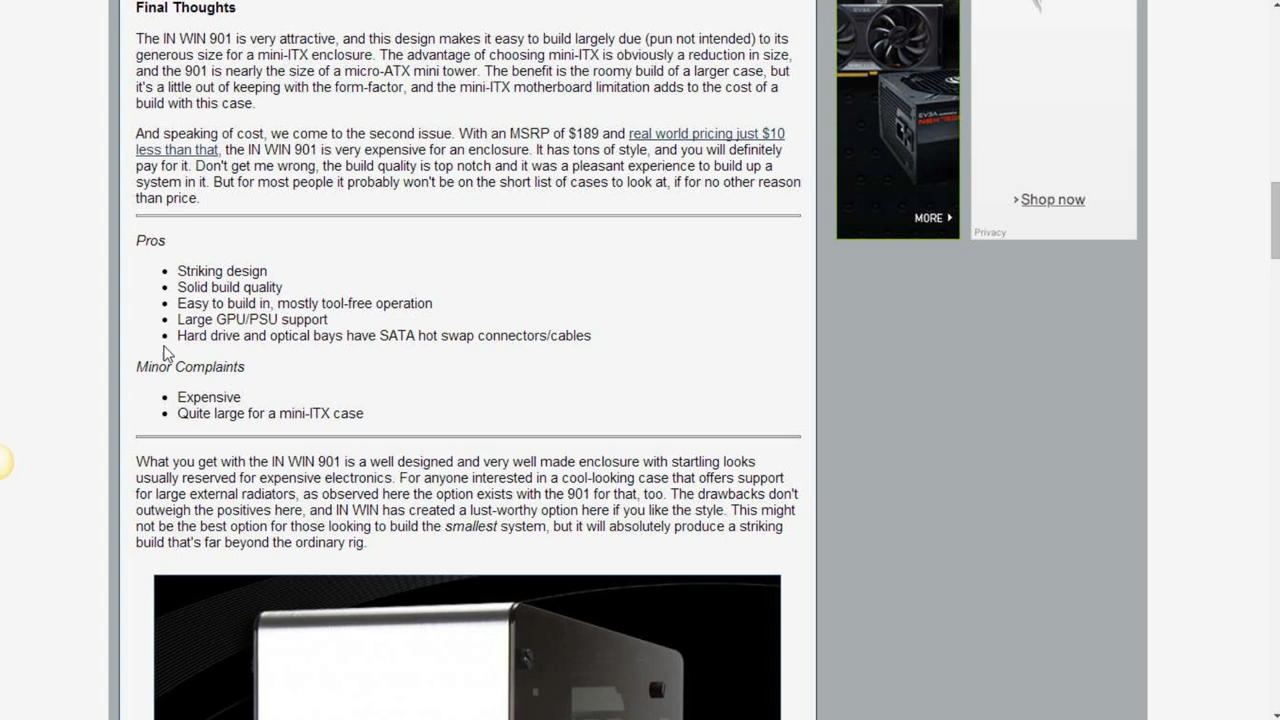 Final Thoughts
The IN WIN 901 is very attractive, and this design makes it easy to build largely due (pun not intended) to its
generous size for a mini-ITX enclosure. The advantage of choosing mini-ITX is obviously a reduction in size,
and the 901 is nearly the size of a micro-ATX mini tower. The benefit is the roomy build of a larger case, but
it's a little out of keeping with the form-factor, and the mini-ITX motherboard limitation adds to the cost of a
build with this case.
And speaking of cost, we come to the second issue. With an MSRP of $189 and real world pricing just $10
less than that, the IN WIN 901 is very expensive for an enclosure. It has tons of style, and you will definitely
pay for it. Don't get me wrong, the build quality is top notch and it was a pleasant experience to build up a
system in it. But for most people it probably won't be on the short list of cases to look at, if for no other reason
than price.
Pros
• Striking design
• Solid build quality
• Easy to build in, mostly tool-free operation
• Large GPU/PSU support
• Hard drive and optical bays have SATA hot swap connectors/cables
Minor Complaints
• Expensive
• Quite large for a mini-ITX case
What you get with the IN WIN 901 is a well designed and very well made enclosure with startling looks
usually reserved for expensive electronics. For anyone interested in a cool-looking case that offers support
for large external radiators, as observed here the option exists with the 901 for that, too. The drawbacks don't
outweigh the positives here, and IN WIN has created a lust-worthy option here if you like the style. This might
not be the best option for those looking to build the smallest system, but it will absolutely produce a striking
build that's far beyond the ordinary rig.
EVGA
MORE
Shop now
Privacy